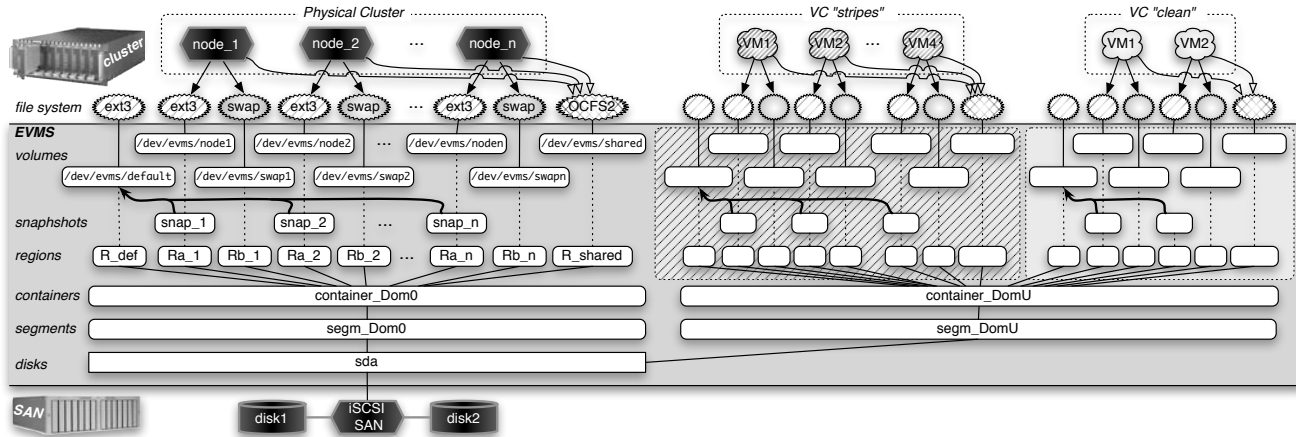 Physical Cluster
VC "stripes"
VC "clean"
cluster
node_1
node_2
...
node_n
VM1
VM2
...
VM4
VM1
VM2
file system
ext3
ext3
swap
ext3
swap
...
ext3
swap
OCFS2
EVMS
volumes
/dev/evms/node1
/dev/evms/node2
...
/dev/evms/noden
/dev/evms/shared
/dev/evms/default
/dev/evms/swap1
/dev/evms/swap2
/dev/evms/swapn
snaphshots
snap_1
snap_2
...
snap_n
regions
R_def
Ra_1
Rb_1
Ra_2
Rb_2
...
Ra_n
Rb_n
R_shared
containers
container_Dom0
container_DomU
segments
segm_Dom0
segm_DomU
disks
sda
SAN
disk1
iSCSI
SAN
disk2